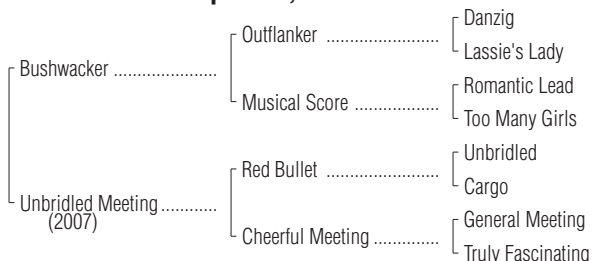 Danzig
Outflanker ........................
Lassie's Lady
Bushwacker ......................
Romantic Lead
Musical Score ..................
Too Many Girls
Unbridled
Red Bullet ........................
Cargo
Unbridled Meeting ............
(2007)
General Meeting
Cheerful Meeting ..............
Truly Fascinating